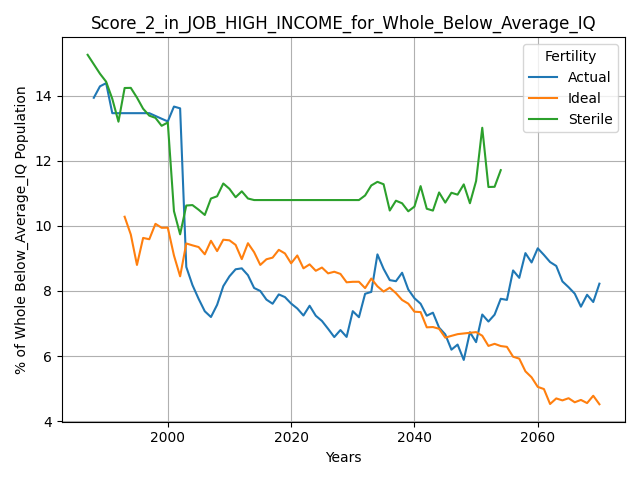 Score_2_in_JOB_HIGH_INCOME_for_Whole_Below_Average_IQ
Fertility
Actual
Ideal
Sterile
% of Whole Below_Average_IQ Population
14
12
10
8
6
4
2000
2020
2040
2060
Years